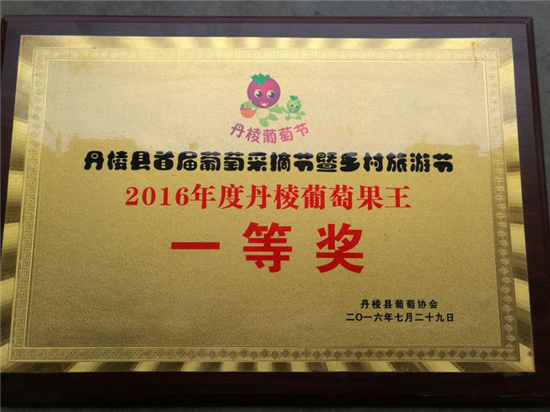 丹棱葡萄节
丹棱县首届葡萄采摘节暨乡村旅游节
2016年度丹棱葡萄果王
一等奖
丹棱县葡萄协会
二〇一六年七月二十九日